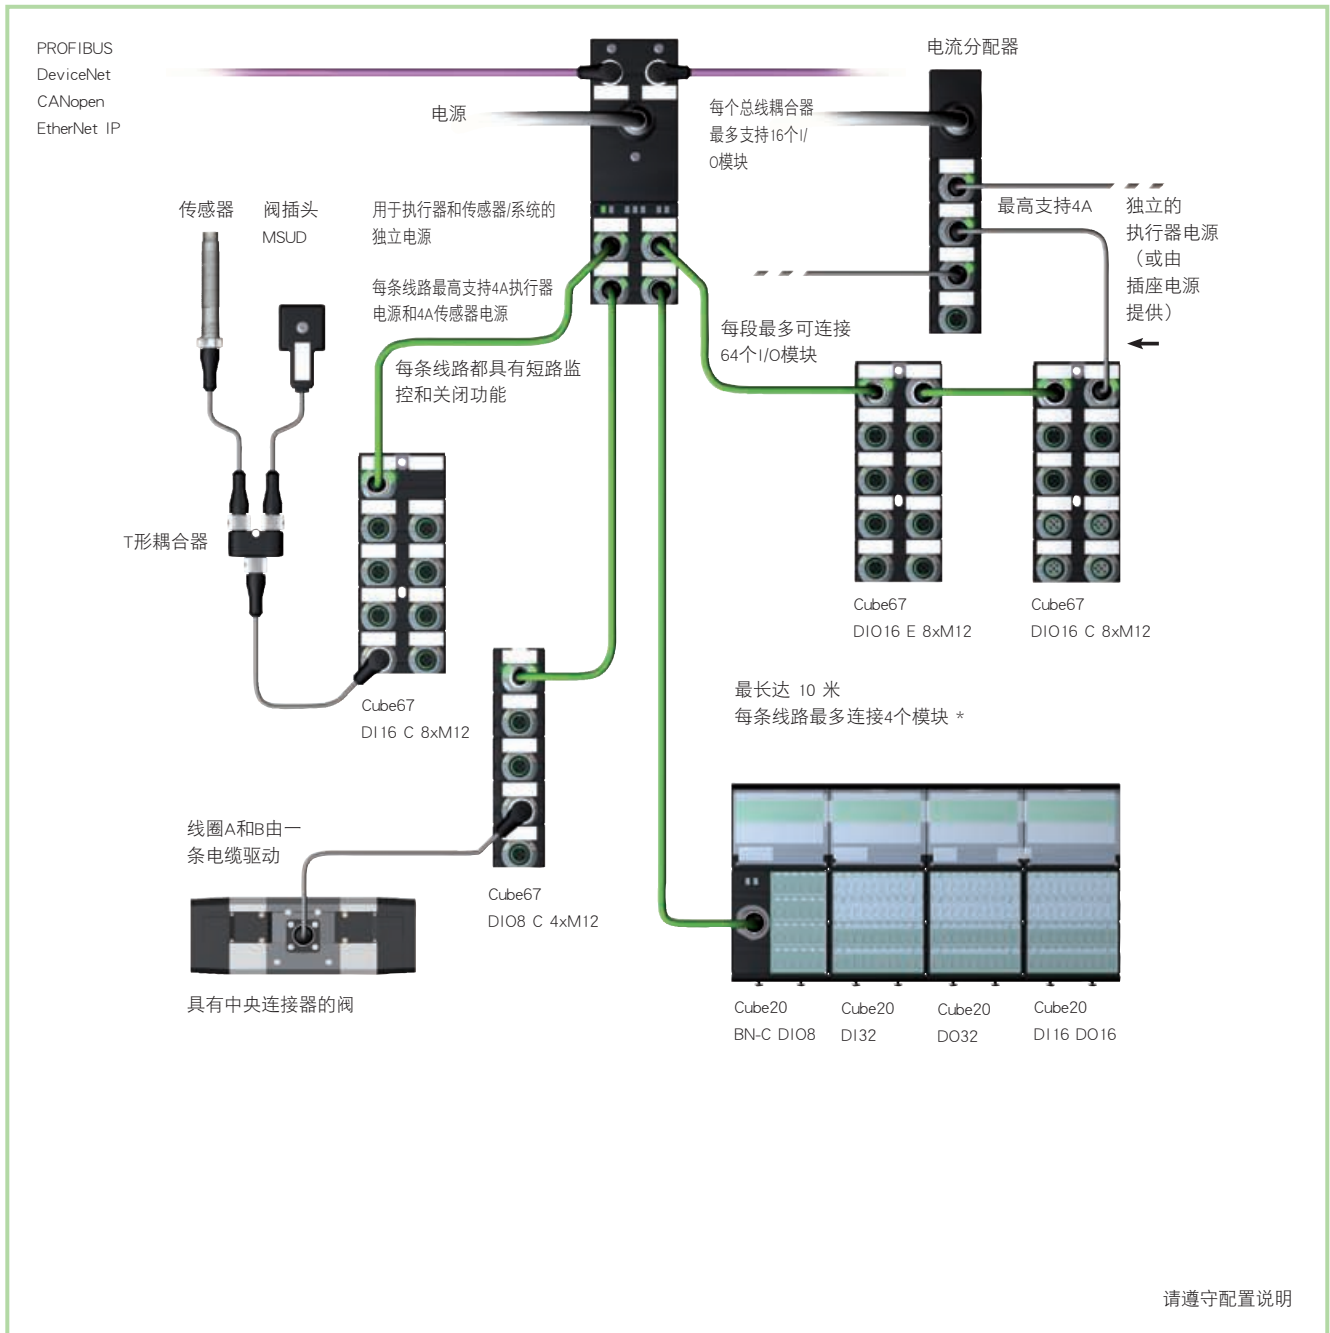 PROFIBUS
DeviceNet
CANopen
EtherNet IP
电源
每个总线耦合器
最多支持16个I/
O模块
电流分配器
传感器
阀插头
MSUD
用于执行器和传感器/系统的
独立电源
每条线路最高支持4A执行器
电源和4A传感器电源
每条线路都具有短路监
控和关闭功能
最高支持4A
独立的
执行器电源
（或由
插座电源
提供）
每段最多可连接
64个I/O模块
T形耦合器
Cube67
DI16 C 8xM12
Cube67
DIO16 E 8xM12
Cube67
DIO16 C 8xM12
最长达 10 米
每条线路最多连接4个模块 *
线圈A和B由一
条电缆驱动
Cube67
DIO8 C 4xM12
具有中央连接器的阀
Cube20
BN-C DIO8
Cube20
DI32
Cube20
DO32
Cube20
DI16 DO16
请遵守配置说明